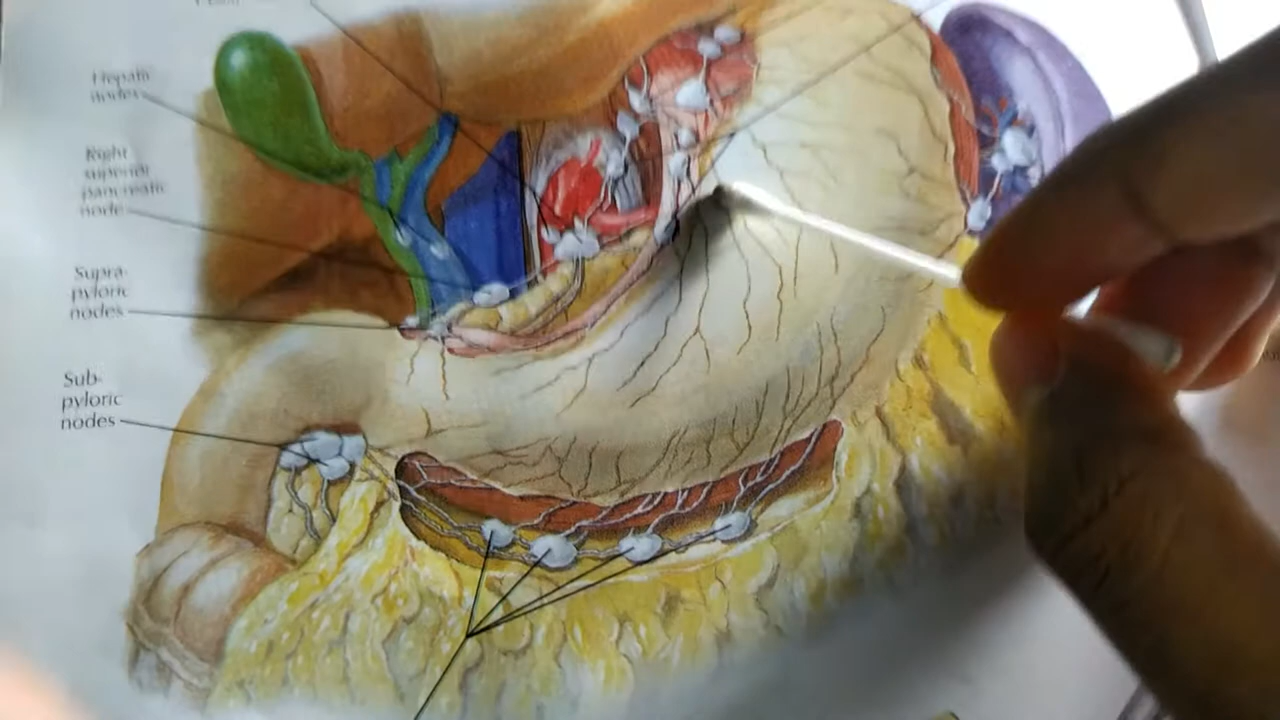 Hepatic
nodes
Right
superior
pancreatic
node
Supra-
pyloric
nodes
Sub-
pyloric
nodes